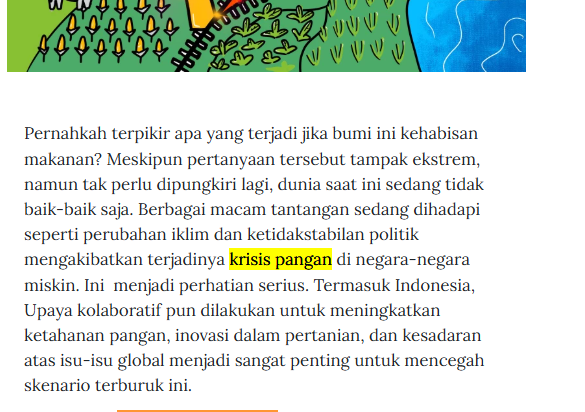 Pernahkah terpikir apa yang terjadi jika bumi ini kehabisan
makanan? Meskipun pertanyaan tersebut tampak ekstrem,
namun tak perlu dipungkiri lagi, dunia saat ini sedang tidak
baik-baik saja. Berbagai macam tantangan sedang dihadapi
seperti perubahan iklim dan ketidakstabilan politik
mengakibatkan terjadinya krisis pangan di negara-negara
miskin. Ini  menjadi perhatian serius. Termasuk Indonesia,
Upaya kolaboratif pun dilakukan untuk meningkatkan
ketahanan pangan, inovasi dalam pertanian, dan kesadaran
atas isu-isu global menjadi sangat penting untuk mencegah
skenario terburuk ini.